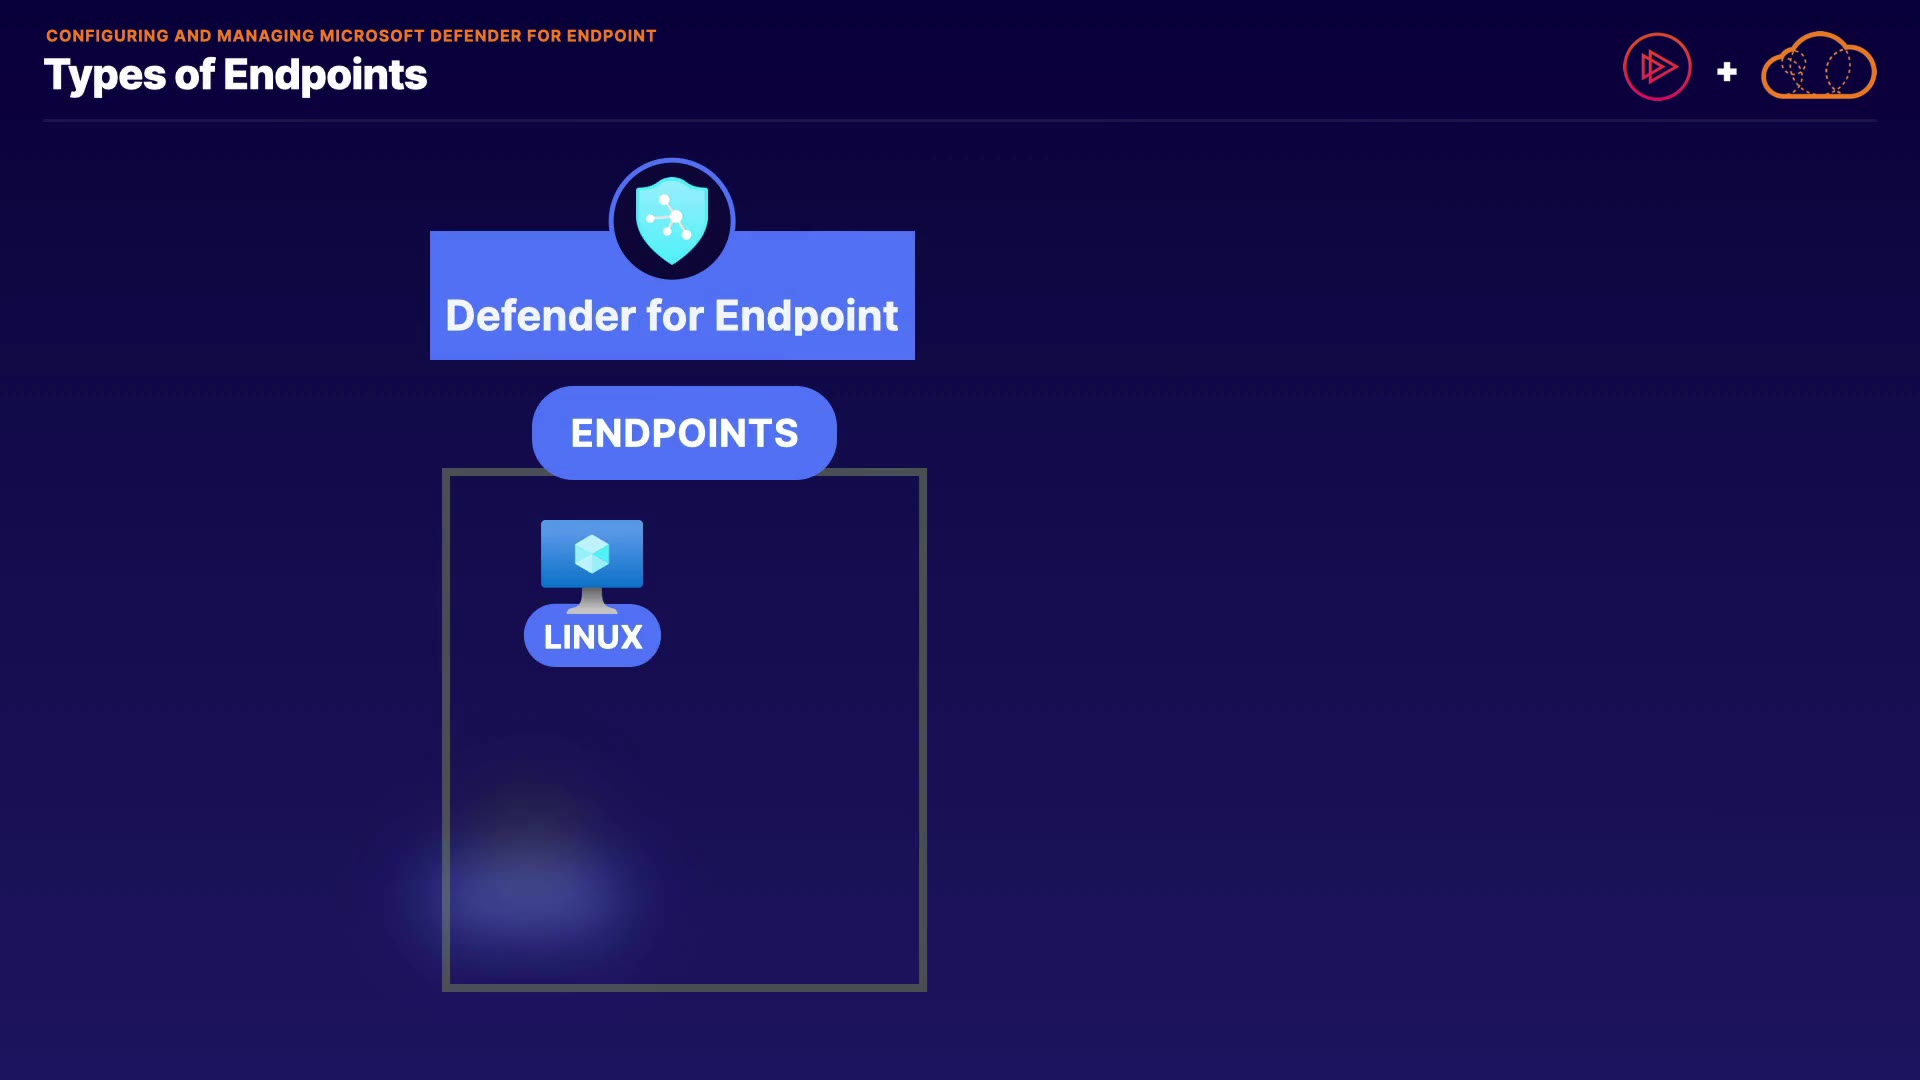 CONFIGURING AND MANAGING MICROSOFT DEFENDER FOR ENDPOINT
Types of Endpoints
+
Defender for Endpoint
ENDPOINTS
LINUX